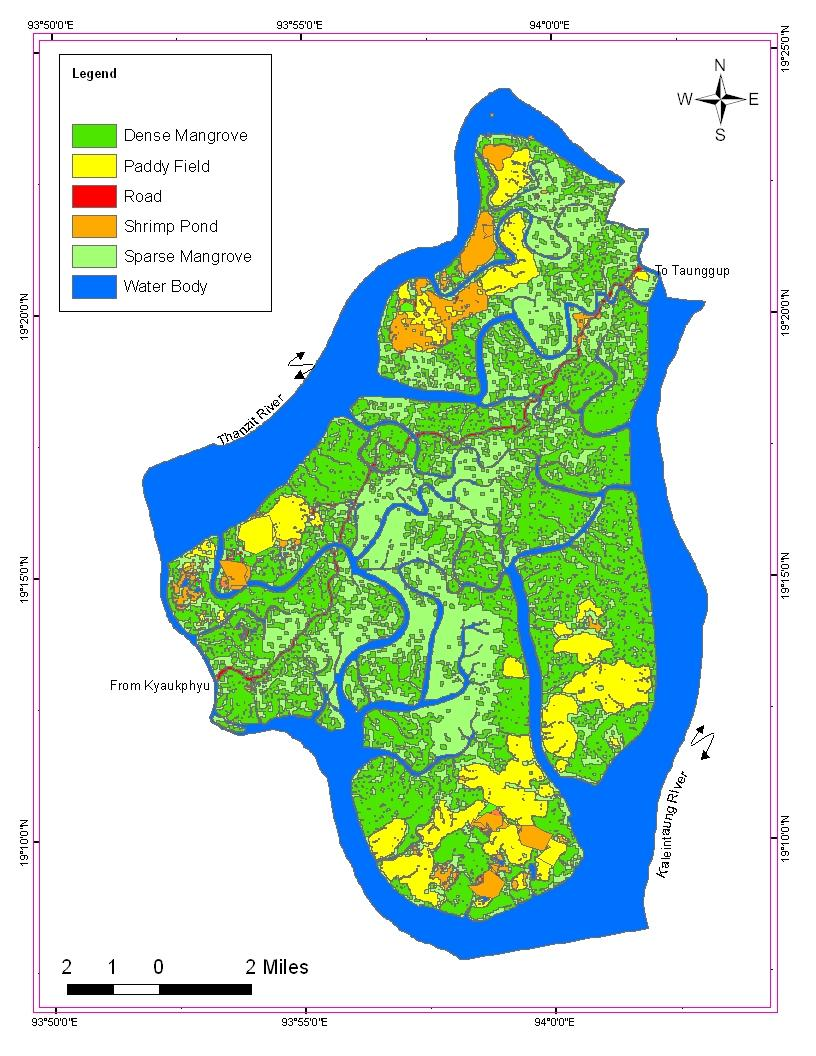 93°50'0"E 93°55'0"E 94°0'0"E
19°25'0"N
Legend
Dense Mangrove
Paddy Field
Road
Shrimp Pond
Sparse Mangrove
Water Body
N
W E
S
To Taunggup
19°20'0"N 19°20'0"N
Thanzit River
19°15'0"N 19°15'0"N
From Kyaukphyu
Kaleintaung River
19°10'0"N 19°10'0"N
2 1 0 2 Miles
93°50'0"E 93°55'0"E 94°0'0"E